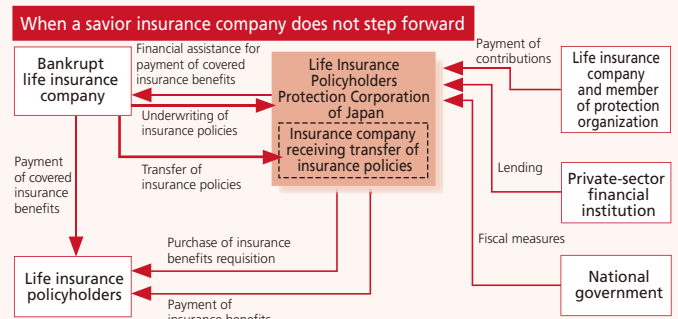 When a savior insurance company does not step forward
Financial assistance for
payment of covered
insurance benefits
Bankrupt
life insurance
company
Life Insurance
Policyholders
Protection Corporation
of Japan
Payment of
contributions
Life insurance
company
and member
of protection
organization
Underwriting of
insurance policies
Insurance company
receiving transfer of
insurance policies
Payment
of covered
insurance
benefits
Transfer of
insurance policies
Lending
Private-sector
financial
institution
Purchase of insurance
benefits requisition
Fiscal measures
Life insurance
policyholders
National
government
Payment of
insurance benefits